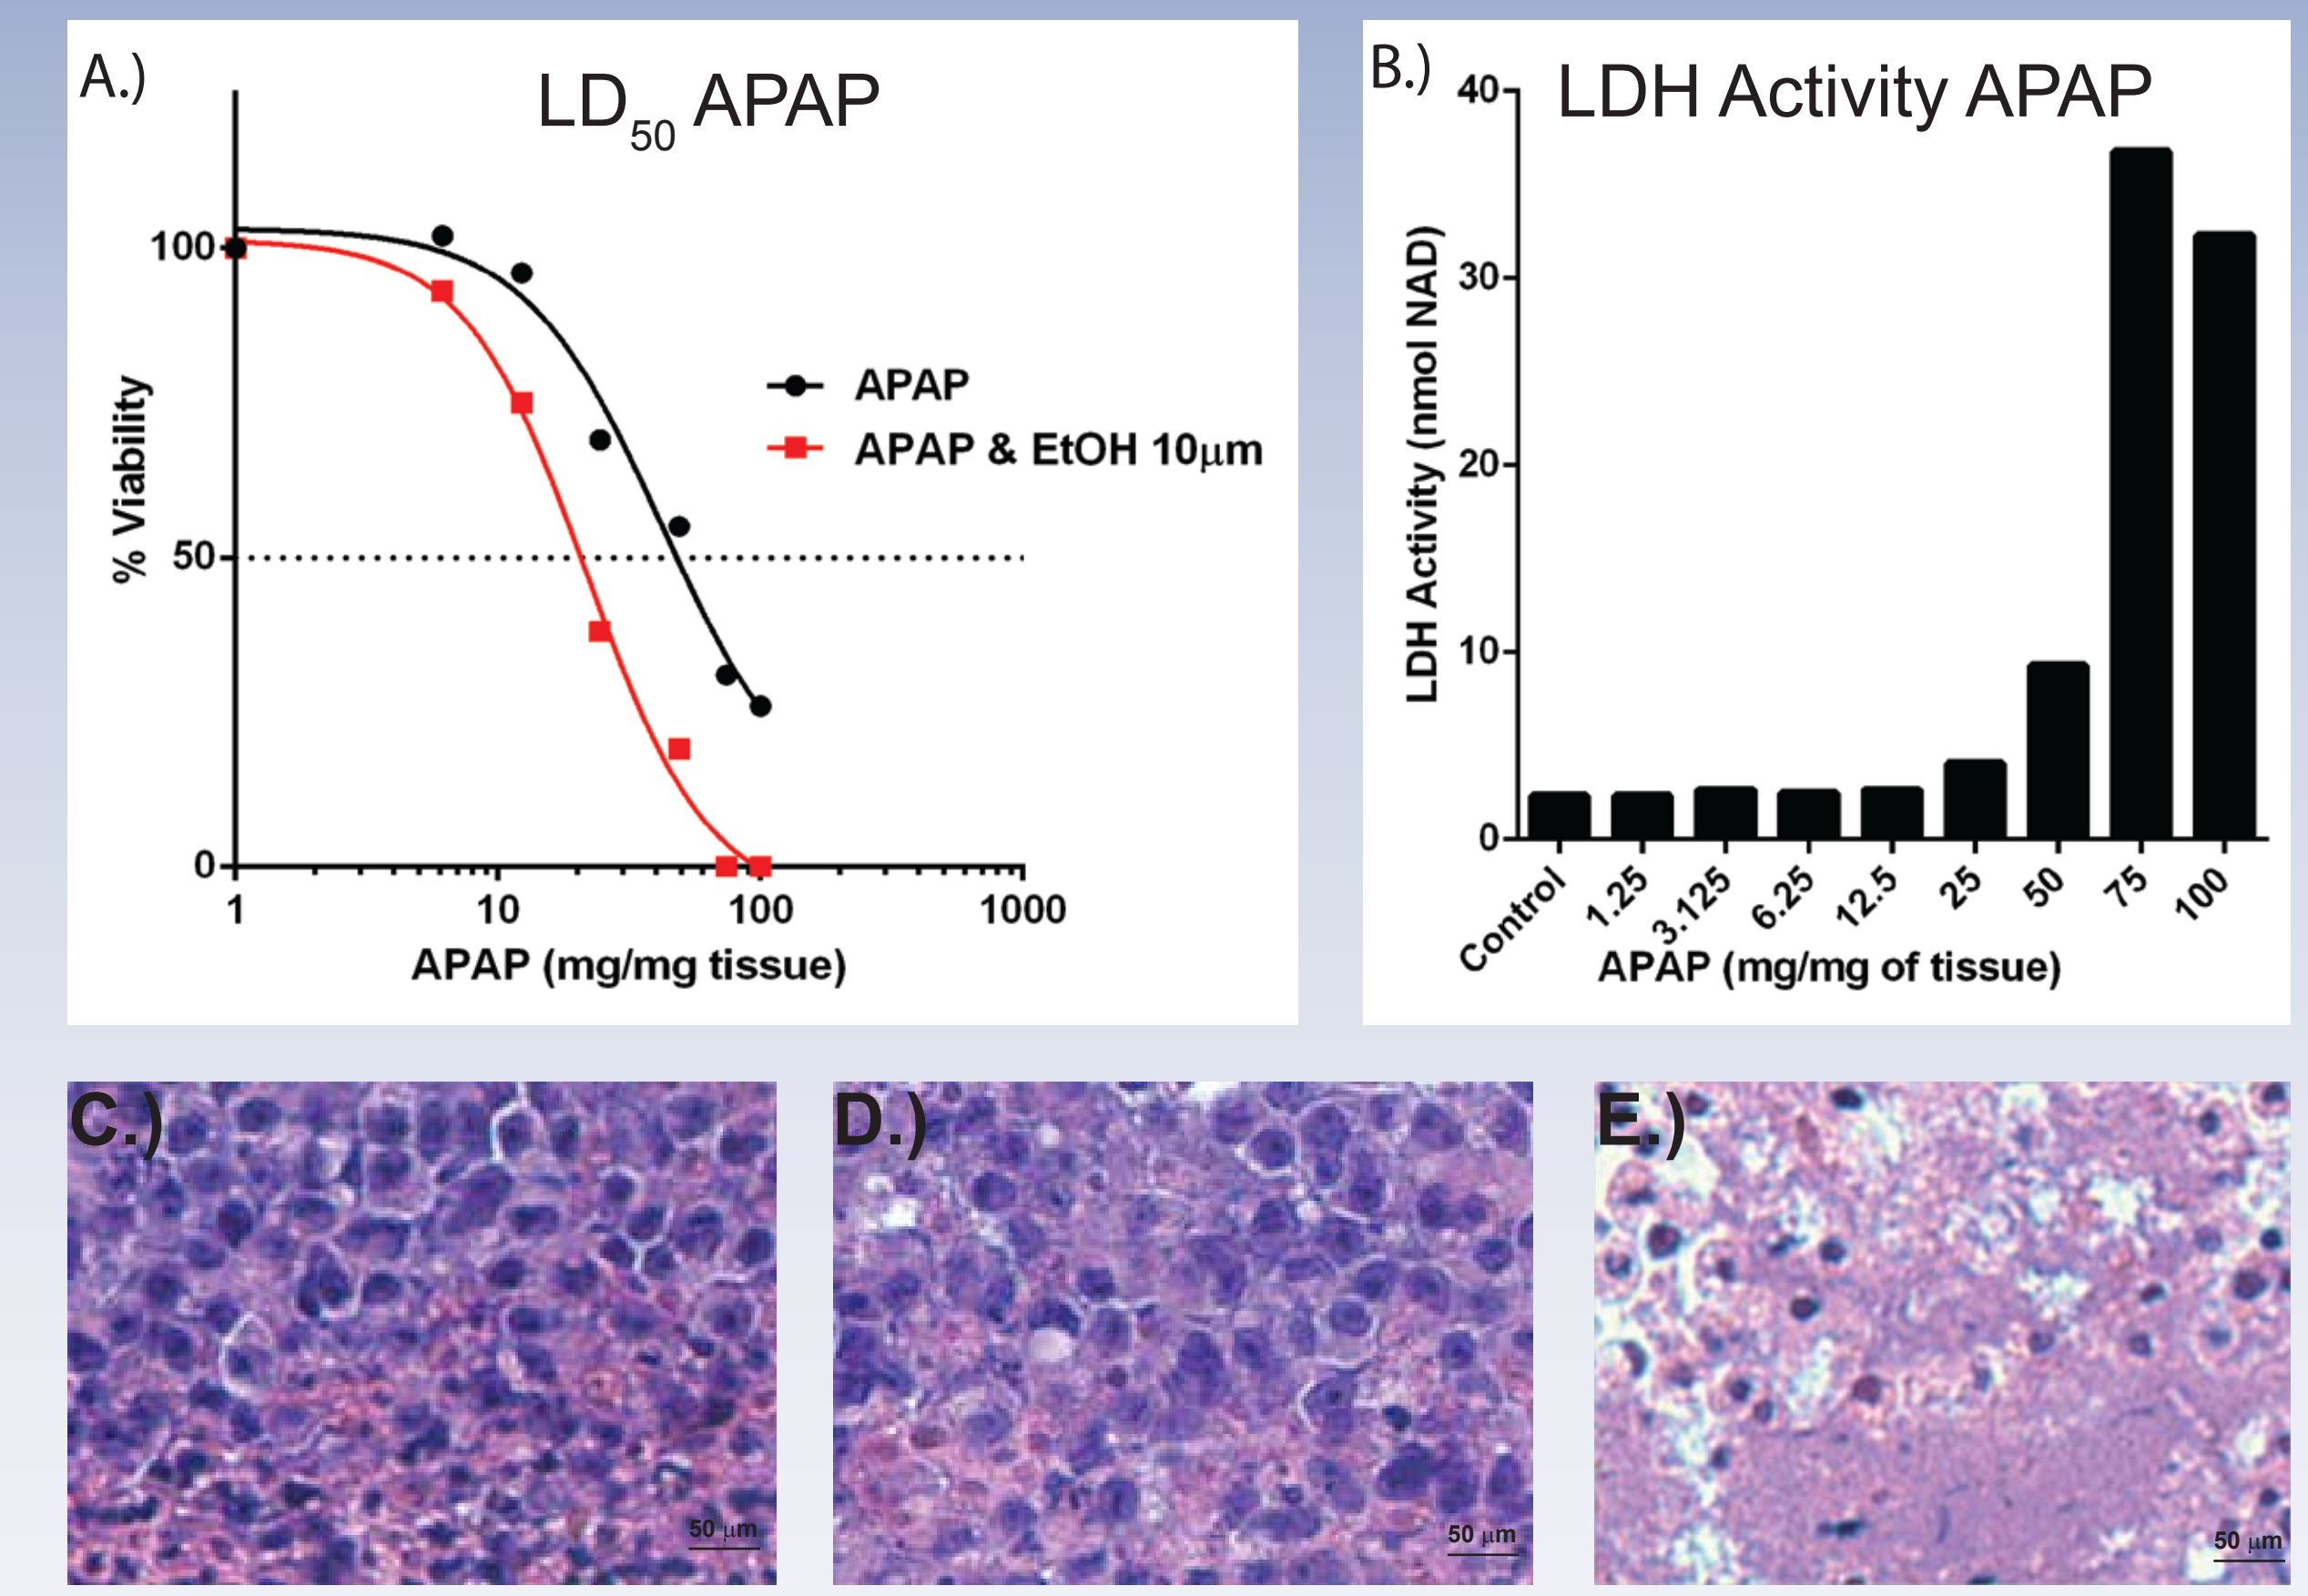 A.)
LD50 APAP
100
50
0
% Viability
APAP
APAP & EtOH 10μm
1
10
100
1000
APAP (mg/mg tissue)
B.)
LDH Activity APAP
40
30
20
10
0
LDH Activity (nmol NAD)
Control
1.25
3.125
6.25
12.5
25
50
75
100
APAP (mg/mg of tissue)
C.)
50 μm
D.)
50 μm
E.)
50 μm